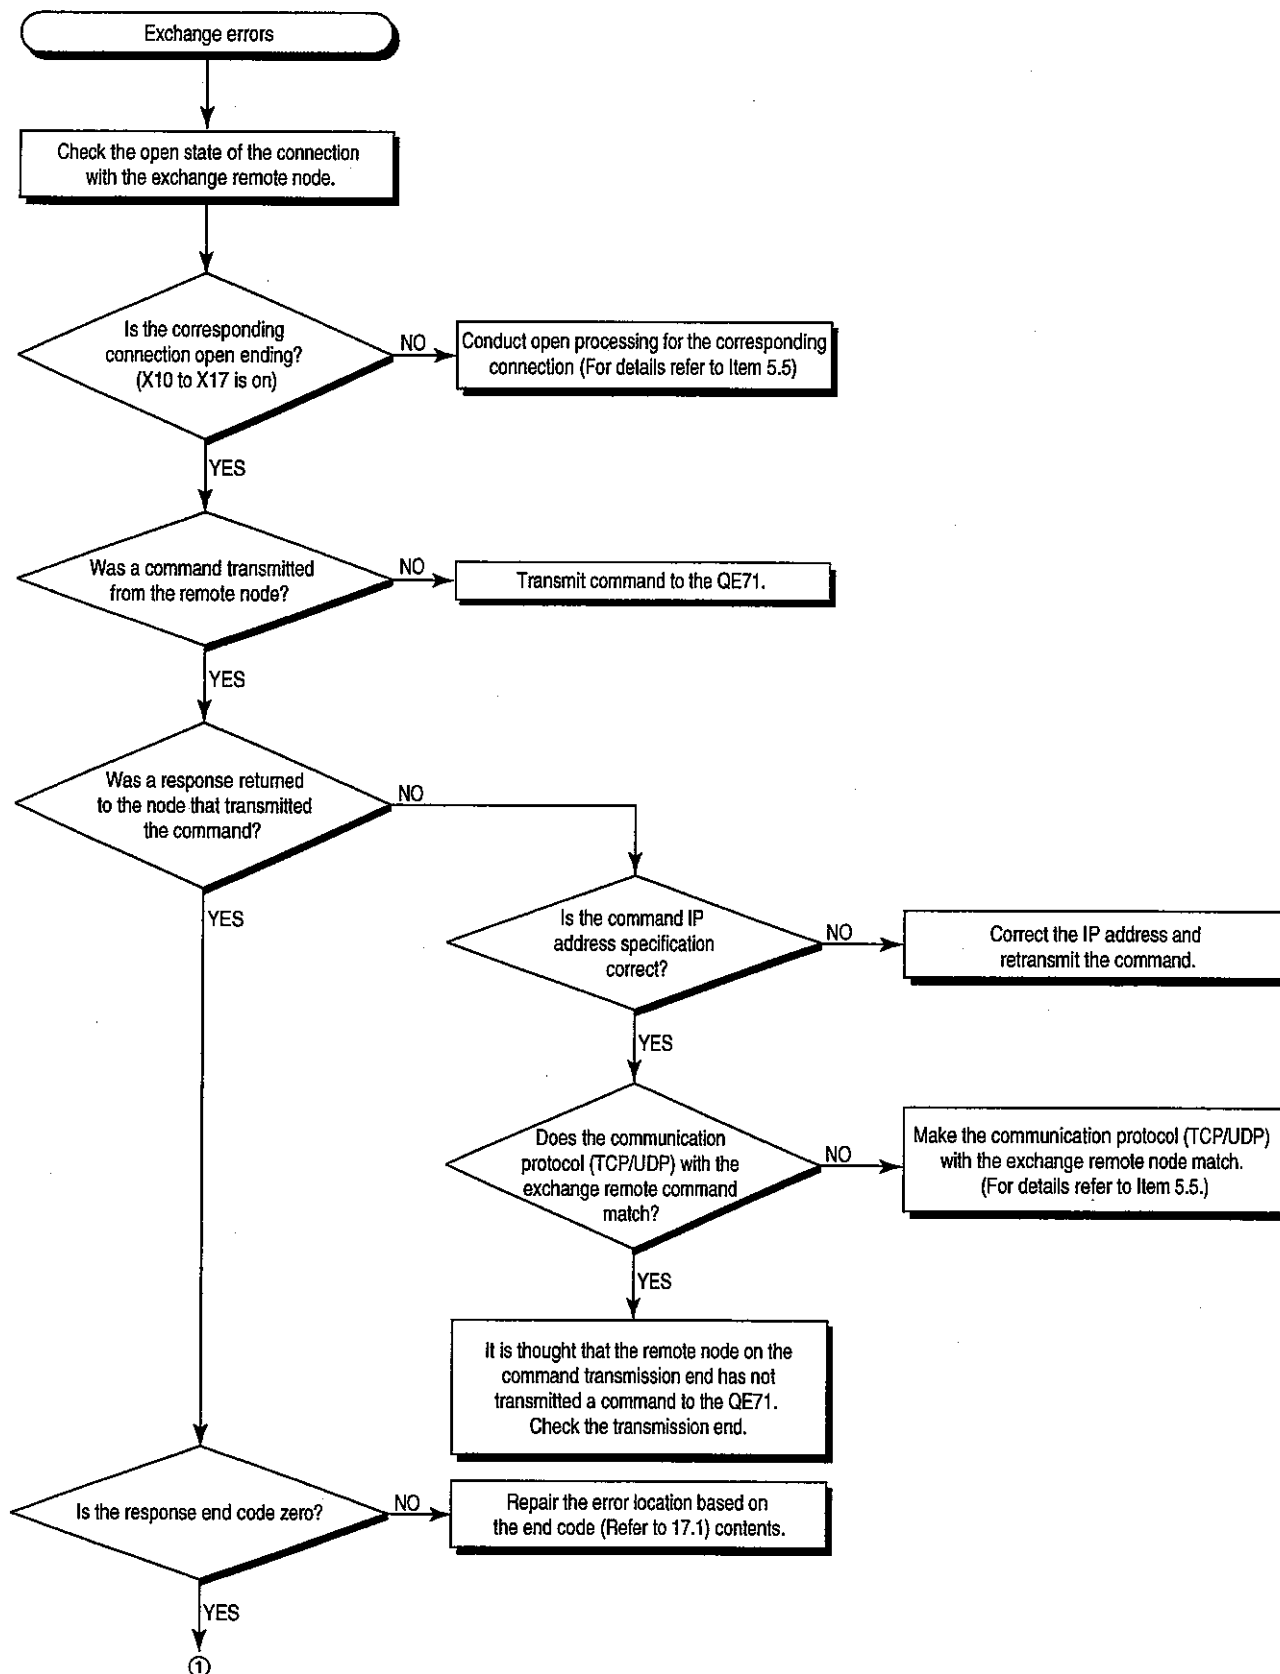 Exchange errors
Check the open state of the connection
with the exchange remote node.
Is the corresponding
connection open ending?
(X10 to X17 is on)
NO
Conduct open processing for the corresponding
connection (For details refer to Item 5.5)
YES
Was a command transmitted
from the remote node?
NO
Transmit command to the QE71.
YES
Was a response returned
to the node that transmitted
the command?
NO
YES
Is the command IP
address specification
correct?
NO
Correct the IP address and
retransmit the command.
YES
Does the communication
protocol (TCP/UDP) with the
exchange remote command
match?
NO
Make the communication protocol (TCP/UDP)
with the exchange remote node match.
(For details refer to Item 5.5.)
YES
It is thought that the remote node on the
command transmission end has not
transmitted a command to the QE71.
Check the transmission end.
Is the response end code zero?
NO
Repair the error location based on
the end code (Refer to 17.1) contents.
YES
①